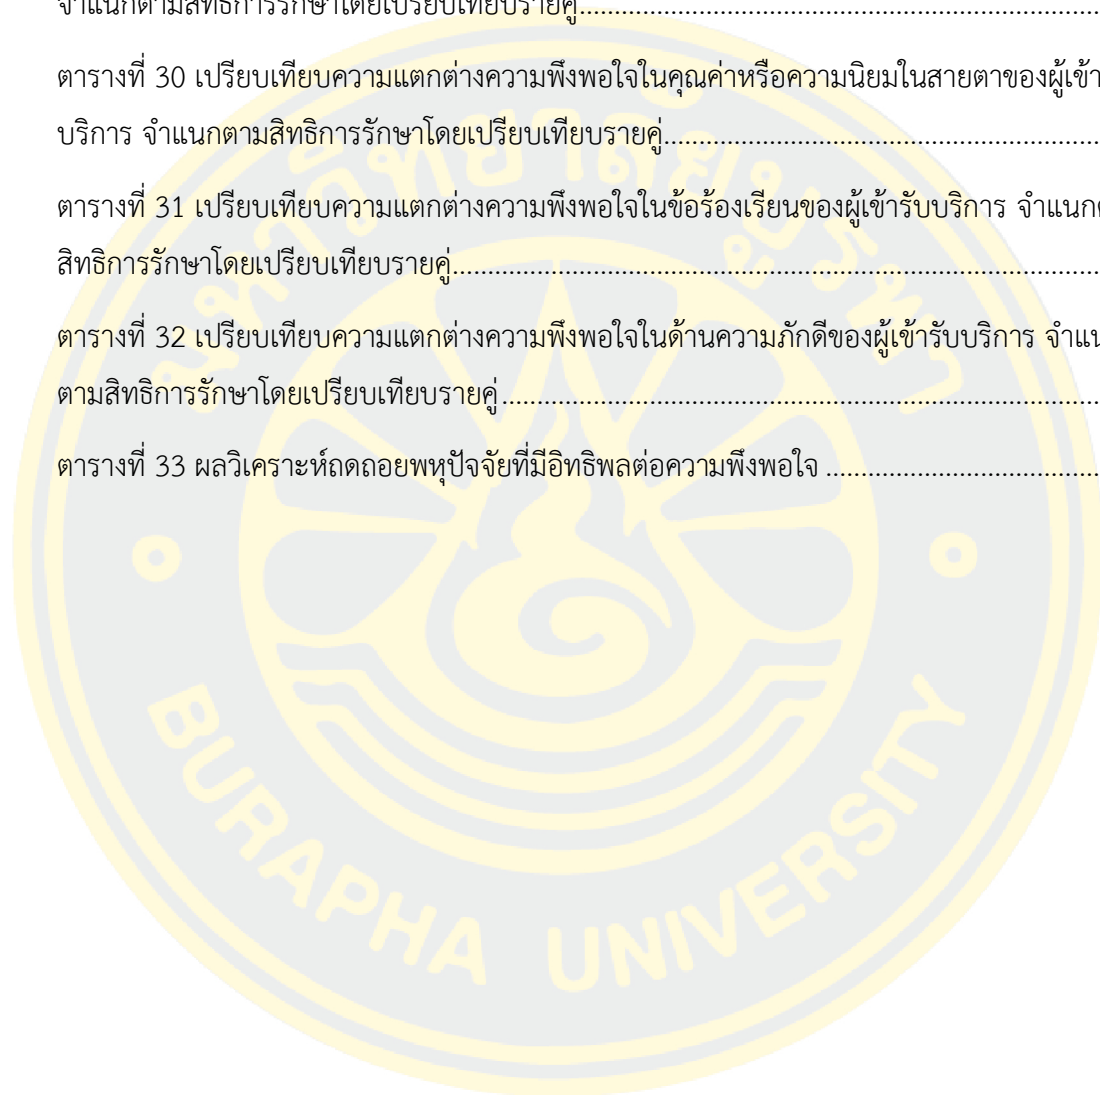 จำแนกตามสิทธิการรักษาโดยเปรียบเทียบรายคู่
ตารางที่ 30 เปรียบเทียบความแตกต่างความพึงพอใจในคุณค่าหรือความนิยมในสายตาของผู้เข้า
บริการ จำแนกตามสิทธิการรักษาโดยเปรียบเทียบรายคู่
ตารางที่ 31 เปรียบเทียบความแตกต่างความพึงพอใจในข้อร้องเรียนของผู้เข้ารับบริการ จำแนก
สิทธิการรักษาโดยเปรียบเทียบรายคู่
ตารางที่ 32 เปรียบเทียบความแตกต่างความพึงพอใจในด้านความภักดีของผู้เข้ารับบริการ จำแน
ตามสิทธิการรักษาโดยเปรียบเทียบรายคู่
ตารางที่ 33 ผลวิเคราะห์ถดถอยพหุปัจจัยที่มีอิทธิพลต่อความพึงพอใจ
มหาวิทยาลัยบูรพา
BURAPHA UNIVERSITY